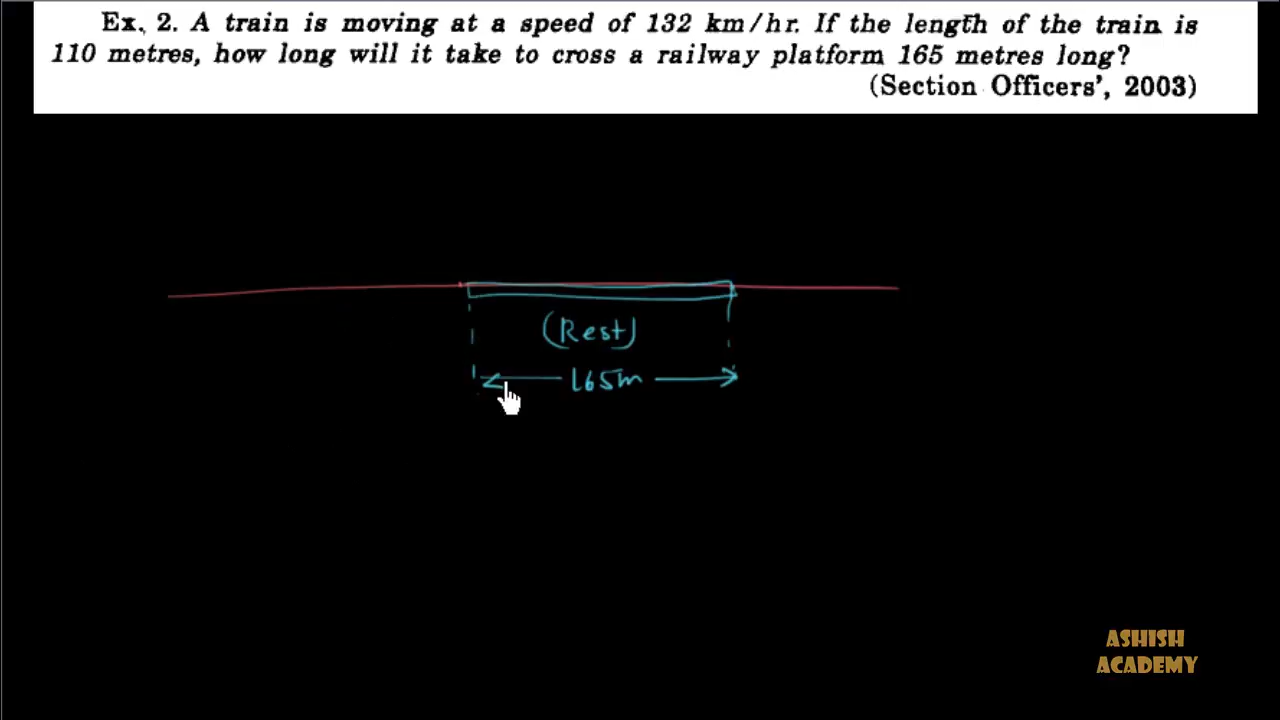 Ex. 2. A train is moving at a speed of 132 km/hr. If the length of the train is
110 metres, how long will it take to cross a railway platform 165 metres long?
(Section Officers', 2003)
(Rest)
165m
ASHISH
ACADEMY